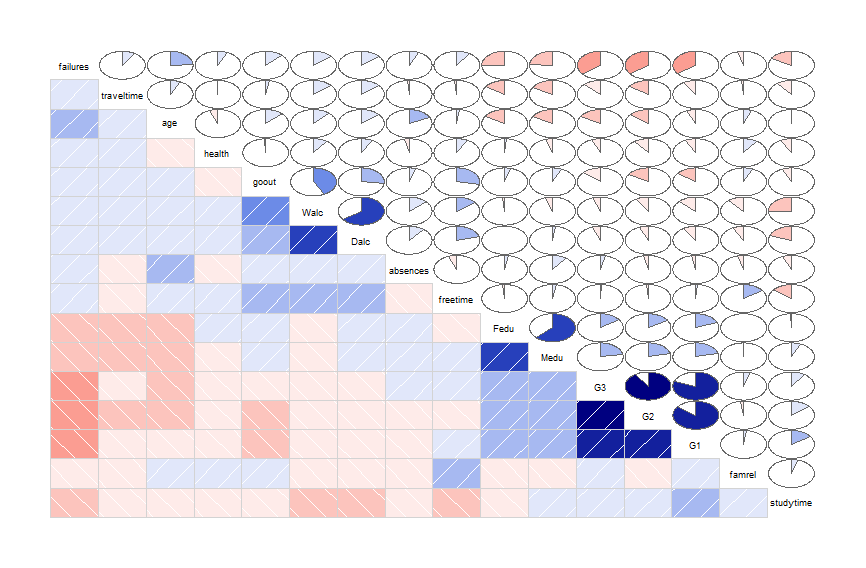 failures
traveltime
age
health
goout
Walc
Dalc
absences
freetime
Fedu
Medu
G3
G2
G1
famrel
studytime